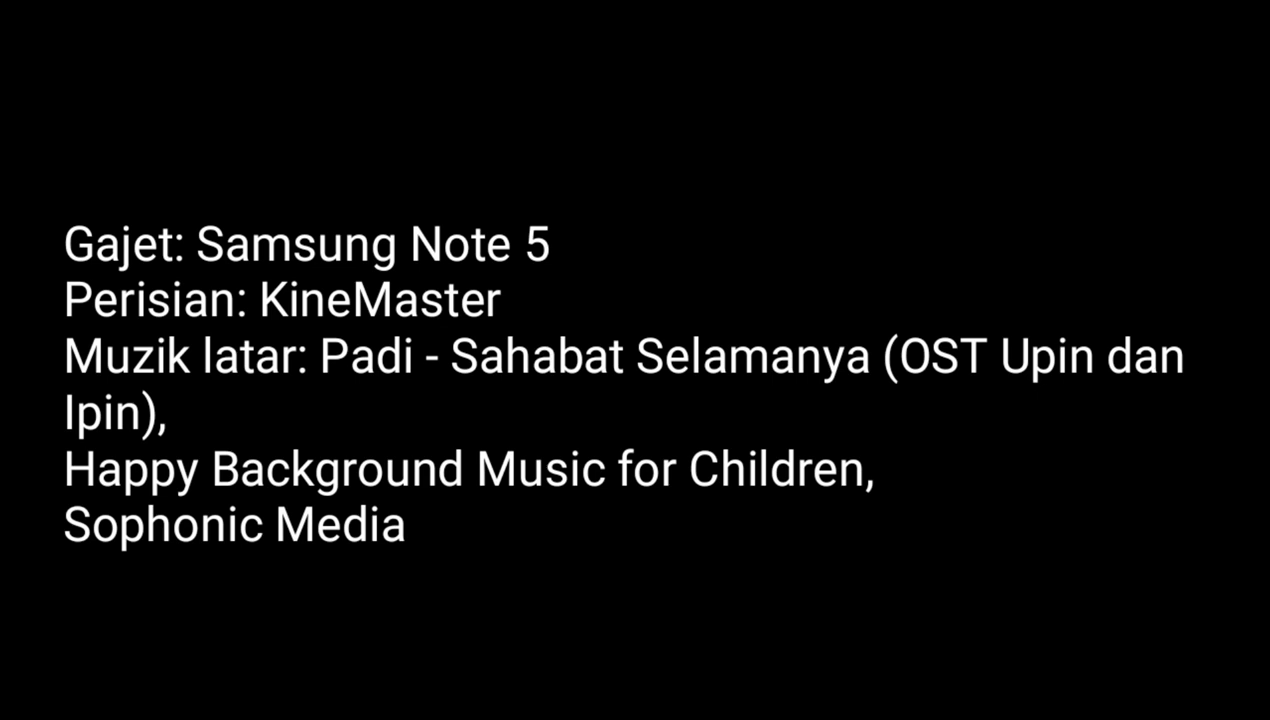 Gajet: Samsung Note 5
Perisian: KineMaster
Muzik latar: Padi - Sahabat Selamanya (OST Upin dan
Ipin),
Happy Background Music for Children,
Sophonic Media